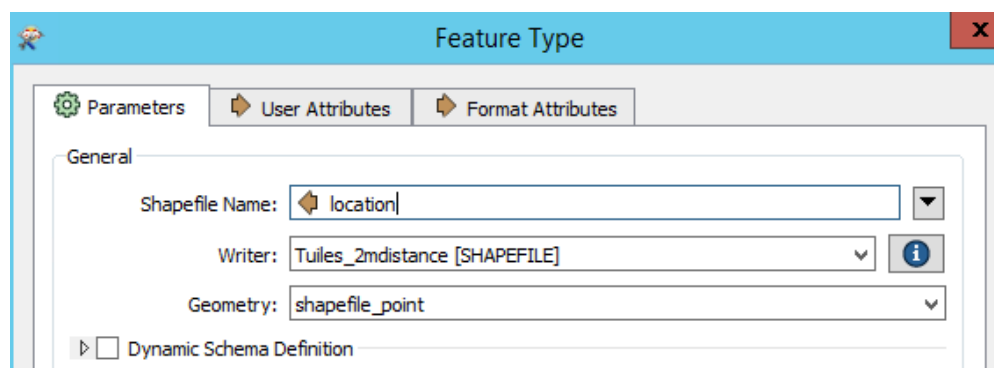 Feature Type
x
Parameters User Attributes Format Attributes
General
Shapefile Name: location
Writer: Tuiles_2mdistance [SHAPEFILE]
Geometry: shapefile_point
Dynamic Schema Definition